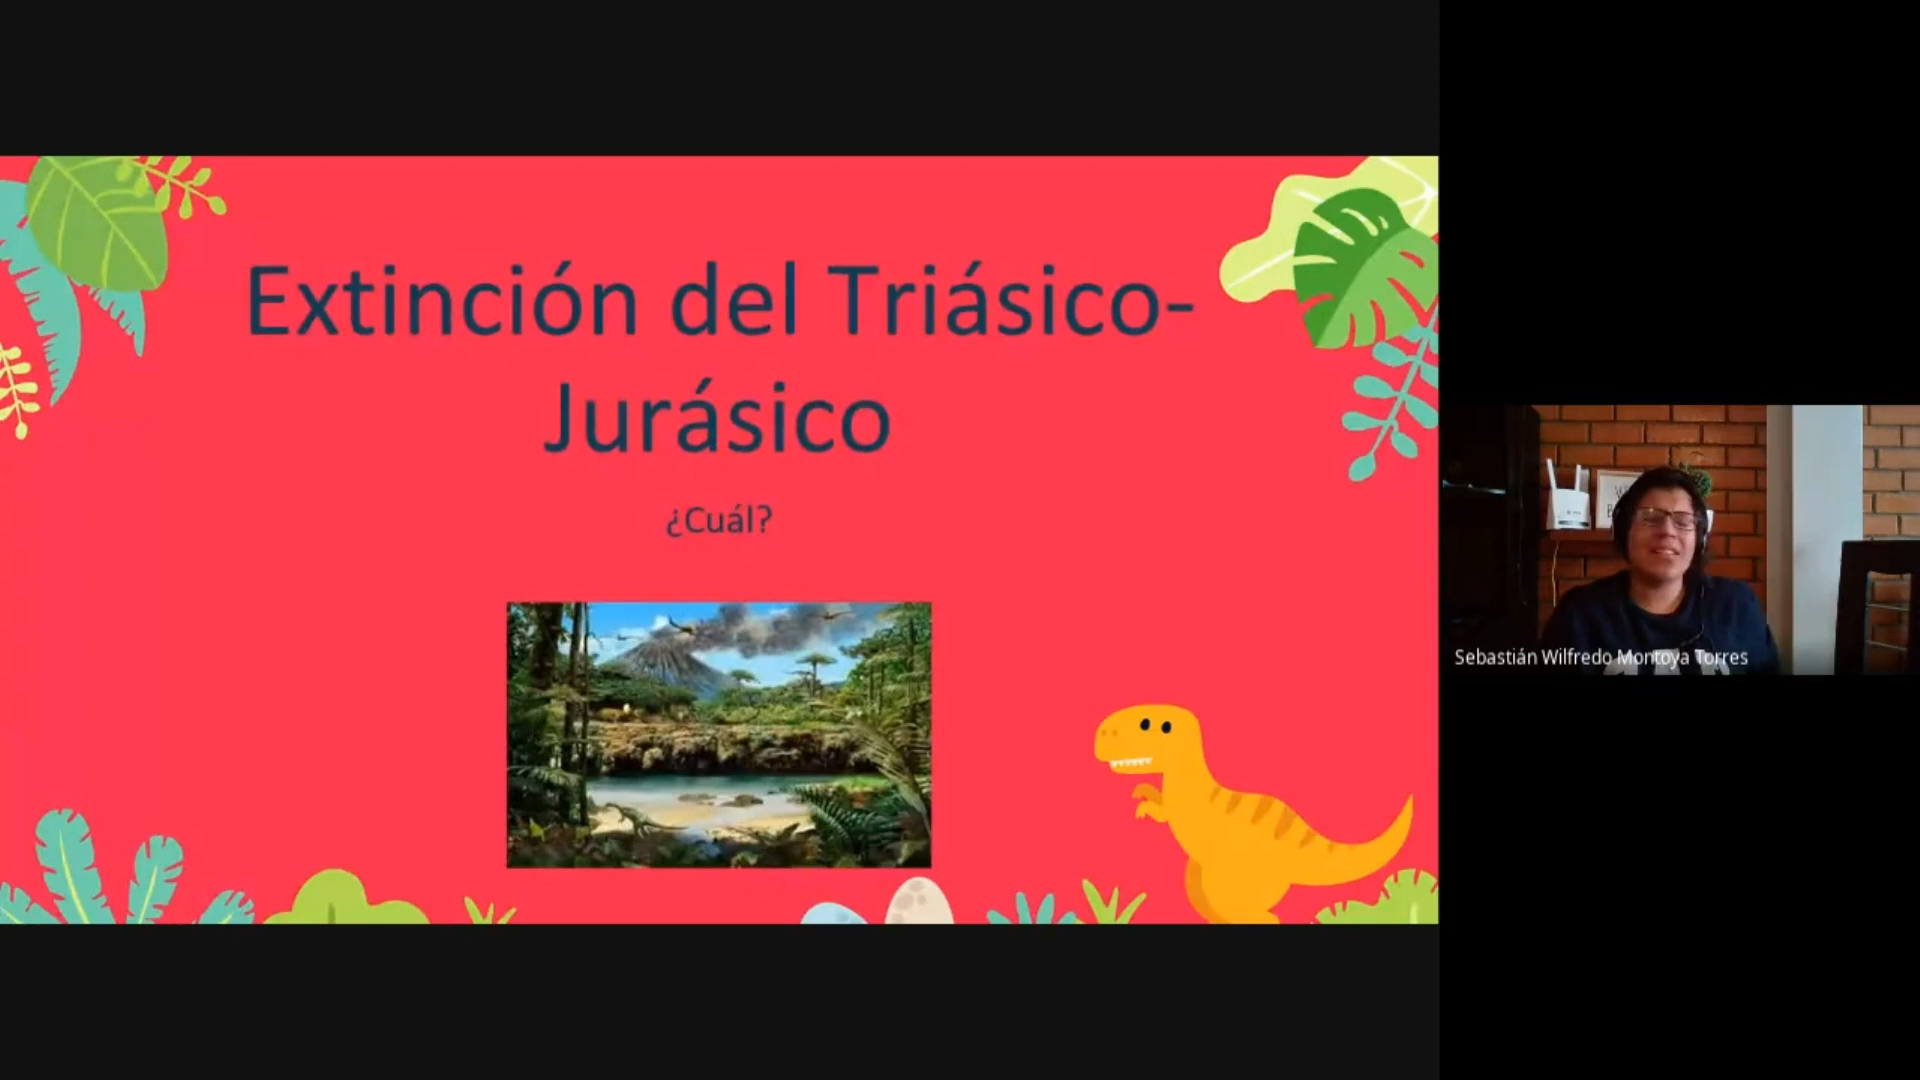 Extinción del Triásico-
Jurásico
¿Cuál?
Sebastián Wilfredo Montoya Torres